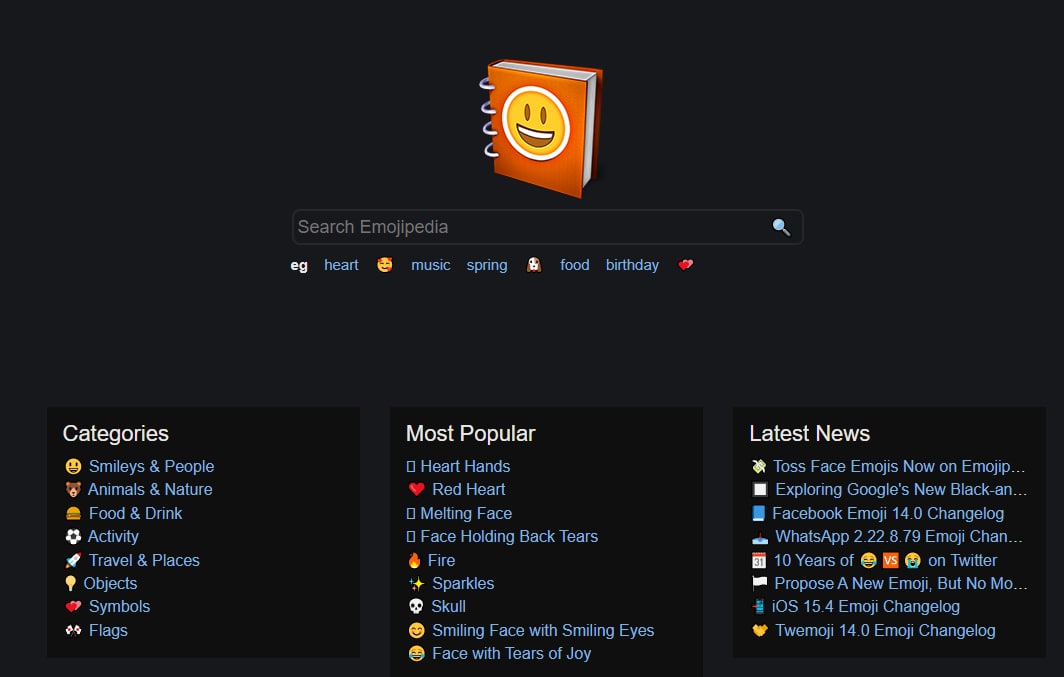 Search Emojipedia
eg heart 🥰 music spring 🐶 food birthday 💕
Categories
😃 Smileys & People
🐻 Animals & Nature
🍔 Food & Drink
⚽ Activity
🚀 Travel & Places
💡 Objects
💕 Symbols
🎌 Flags
Most Popular
▯ Heart Hands
❤️ Red Heart
▯ Melting Face
▯ Face Holding Back Tears
🔥 Fire
✨ Sparkles
💀 Skull
😊 Smiling Face with Smiling Eyes
😂 Face with Tears of Joy
Latest News
💸 Toss Face Emojis Now on Emojip...
🔲 Exploring Google's New Black-an...
📘 Facebook Emoji 14.0 Changelog
📥 WhatsApp 2.22.8.79 Emoji Chan...
📅 10 Years of 😂 🆚 😭 on Twitter
🏳️ Propose A New Emoji, But No Mo...
📲 iOS 15.4 Emoji Changelog
🤝 Twemoji 14.0 Emoji Changelog